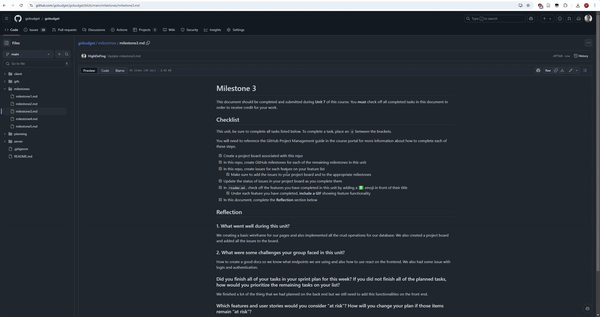 gobudget / gobudget
Type / to search
Code
Issues
Pull requests
Discussions
Actions
Projects
Wiki
Security
Insights
Settings
Files
gobudget / milestones / milestone3.md
main
Go to file
HighlifeFrog
History
Preview
Code
Blame
Raw
client
milestones
milestone1.md
milestone2.md
milestone3.md
milestone4.md
milestone5.md
planning
server
.gitignore
README.md
Milestone 3
This document should be completed and submitted during Unit 7 of this course. You must check off all completed tasks in this document in
order to receive credit for your work.
Checklist
This unit, be sure to complete all tasks listed below. To complete a task, place an x between the brackets.
You will need to reference the GitHub Project Management guide in the course portal for more information about how to complete each of
these steps.
Create a project board associated with this repo
In this repo, create GitHub milestones for each of the remaining milestones in this unit
In this repo, create issues for each feature on your feature list
Make sure to add the issues to your project board and to the appropriate milestones
Update the status of issues in your project board as you complete them
In readme.md, check off the features you have completed in this unit by adding a ✅ emoji in front of their title
Under each feature you have completed, include a GIF showing feature functionality
In this document, complete the Reflection section below
Reflection
1. What went well during this unit?
We creating a basic wireframe for our pages and also implemented all the crud operations for our database. We also created a project board
and added all the issue to the board.
2. What were some challenges your group faced in this unit?
How to create a good docs so we know what endpoint we are using and also how to use react on the frontend. We also had some issue with
login and authentication.
Did you finish all of your tasks in your sprint plan for this week? If you did not finish all of the planned tasks,
how would you prioritize the remaining tasks on your list?
We finished a lot of the thing that we had planned on the back end but we still need to add this functionalities on the front end.
Which features and user stories would you consider "at risk"? How will you change your plan if those items
remain "at risk"?